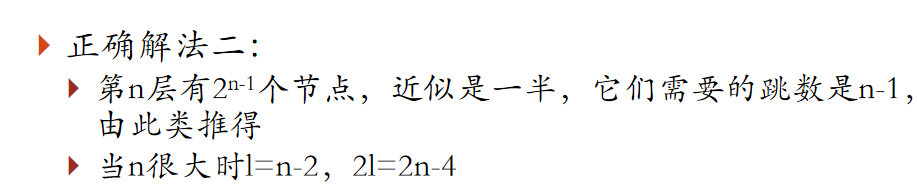 正确解法二：
第n层有2ⁿ⁻¹个节点，近似是一半，它们需要的跳数是n-1，
由此类推得
当n很大时l=n-2，2l=2n-4